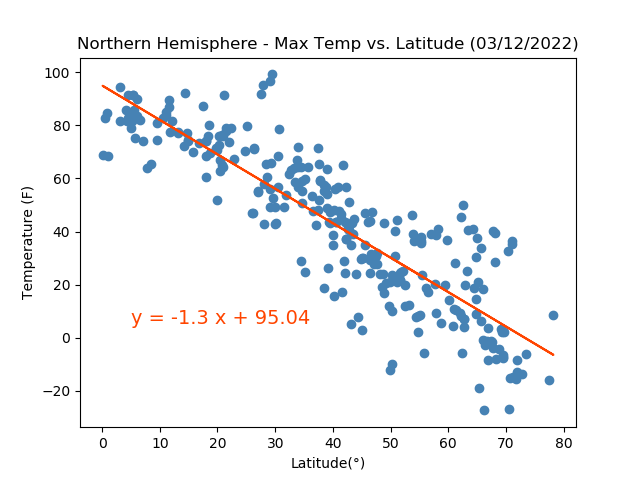 Northern Hemisphere - Max Temp vs. Latitude (03/12/2022)
100
80
60
40
20
0
−20
Temperature (F)
y = -1.3 x + 95.04
0 10 20 30 40 50 60 70 80
Latitude(°)